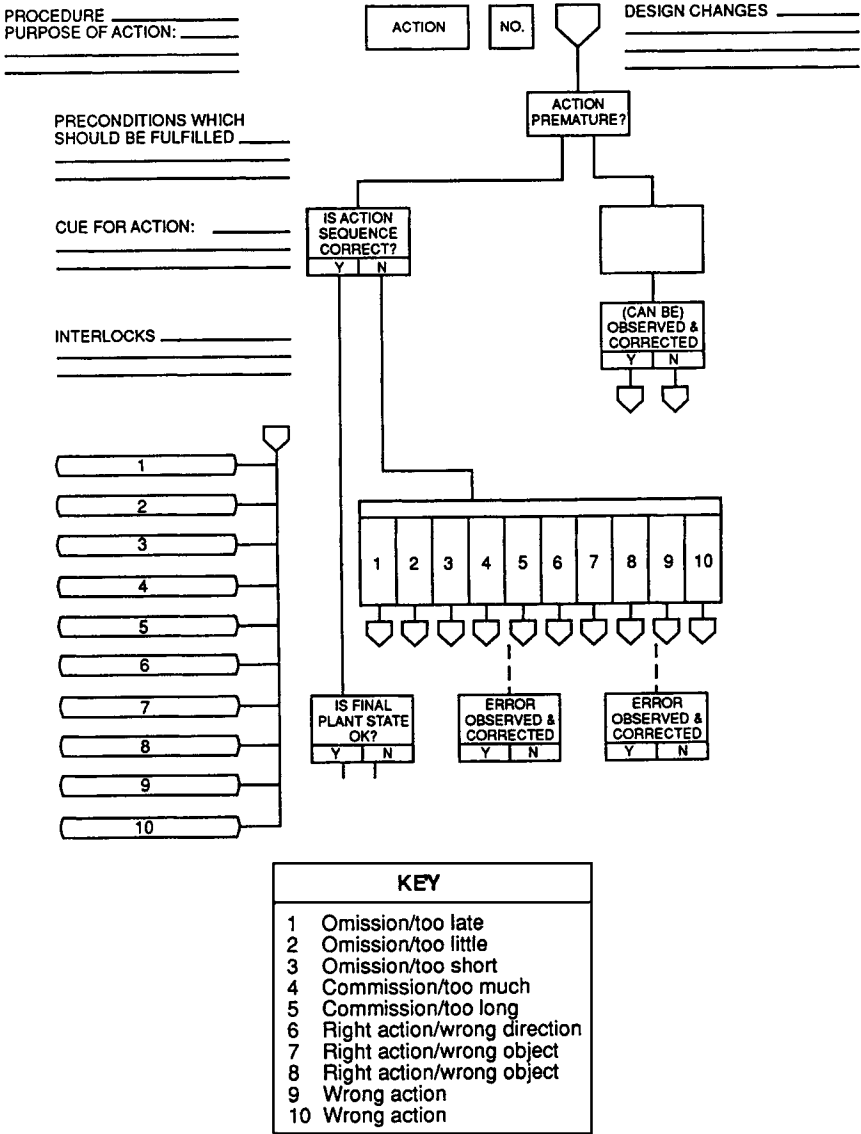 PROCEDURE
PURPOSE OF ACTION:
ACTION
NO.
DESIGN CHANGES
ACTION
PREMATURE?
PRECONDITIONS WHICH
SHOULD BE FULFILLED
CUE FOR ACTION:
IS ACTION
SEQUENCE
CORRECT?
Y N
(CAN BE)
OBSERVED &
CORRECTED
Y N
INTERLOCKS
1
2
3
4
5
6
7
8
9
10
1 2 3 4 5 6 7 8 9 10
IS FINAL
PLANT STATE
OK?
Y N
ERROR
OBSERVED &
CORRECTED
Y N
ERROR
OBSERVED &
CORRECTED
Y N
KEY
1 Omission/too late
2 Omission/too little
3 Omission/too short
4 Commission/too much
5 Commission/too long
6 Right action/wrong direction
7 Right action/wrong object
8 Right action/wrong object
9 Wrong action
10 Wrong action